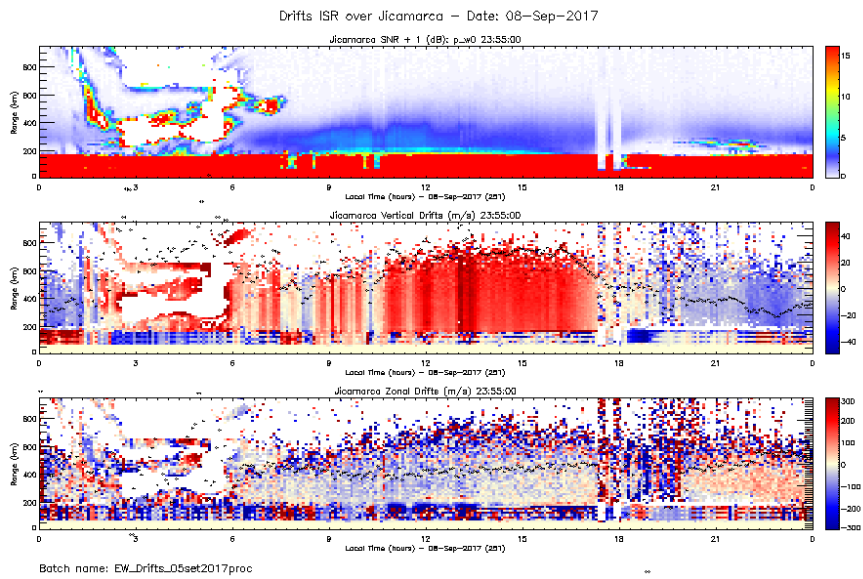 Drifts ISR over Jicamarca - Date: 08-Sep-2017
Jicamarca SNR + 1 (dB): p_w0 23:55:00
Range (km)
800
600
400
200
0
0 3 6 9 12 15 18 21 0
15
10
5
0
Local Time (hours) - 08-Sep-2017 (251)
Jicamarca Vertical Drifts (m/s) 23:55:00
Range (km)
800
600
400
200
0
0 3 6 9 12 15 18 21 0
40
20
0
-20
-40
Local Time (hours) - 08-Sep-2017 (251)
Jicamarca Zonal Drifts (m/s) 23:55:00
Range (km)
800
600
400
200
0
0 3 6 9 12 15 18 21 0
300
200
100
0
-100
-200
-300
Local Time (hours) - 08-Sep-2017 (251)
Batch name: EW_Drifts_05set2017proc